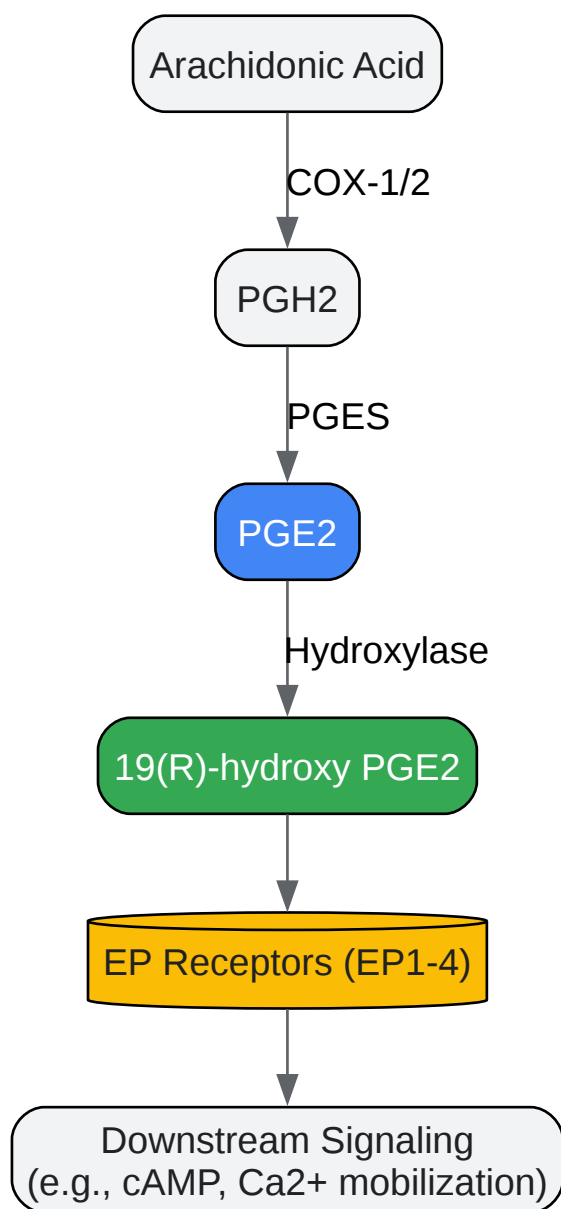 Arachidonic Acid
COX-1/2
PGH2
PGES
PGE2
Hydroxylase
19(R)-hydroxy PGE2
EP Receptors (EP1-4)
Downstream Signaling
(e.g., cAMP, Ca2+ mobilization)